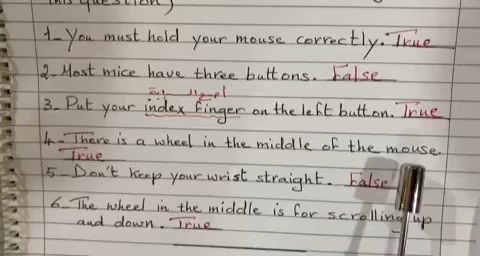 this question)
1- You must hold your mouse correctly. True
2- Most mice have three buttons. False
3- Put your index finger on the left button. True
4- There is a wheel in the middle of the mouse.
True
5- Don't keep your wrist straight. False
6- The wheel in the middle is for scrolling up
and down. True